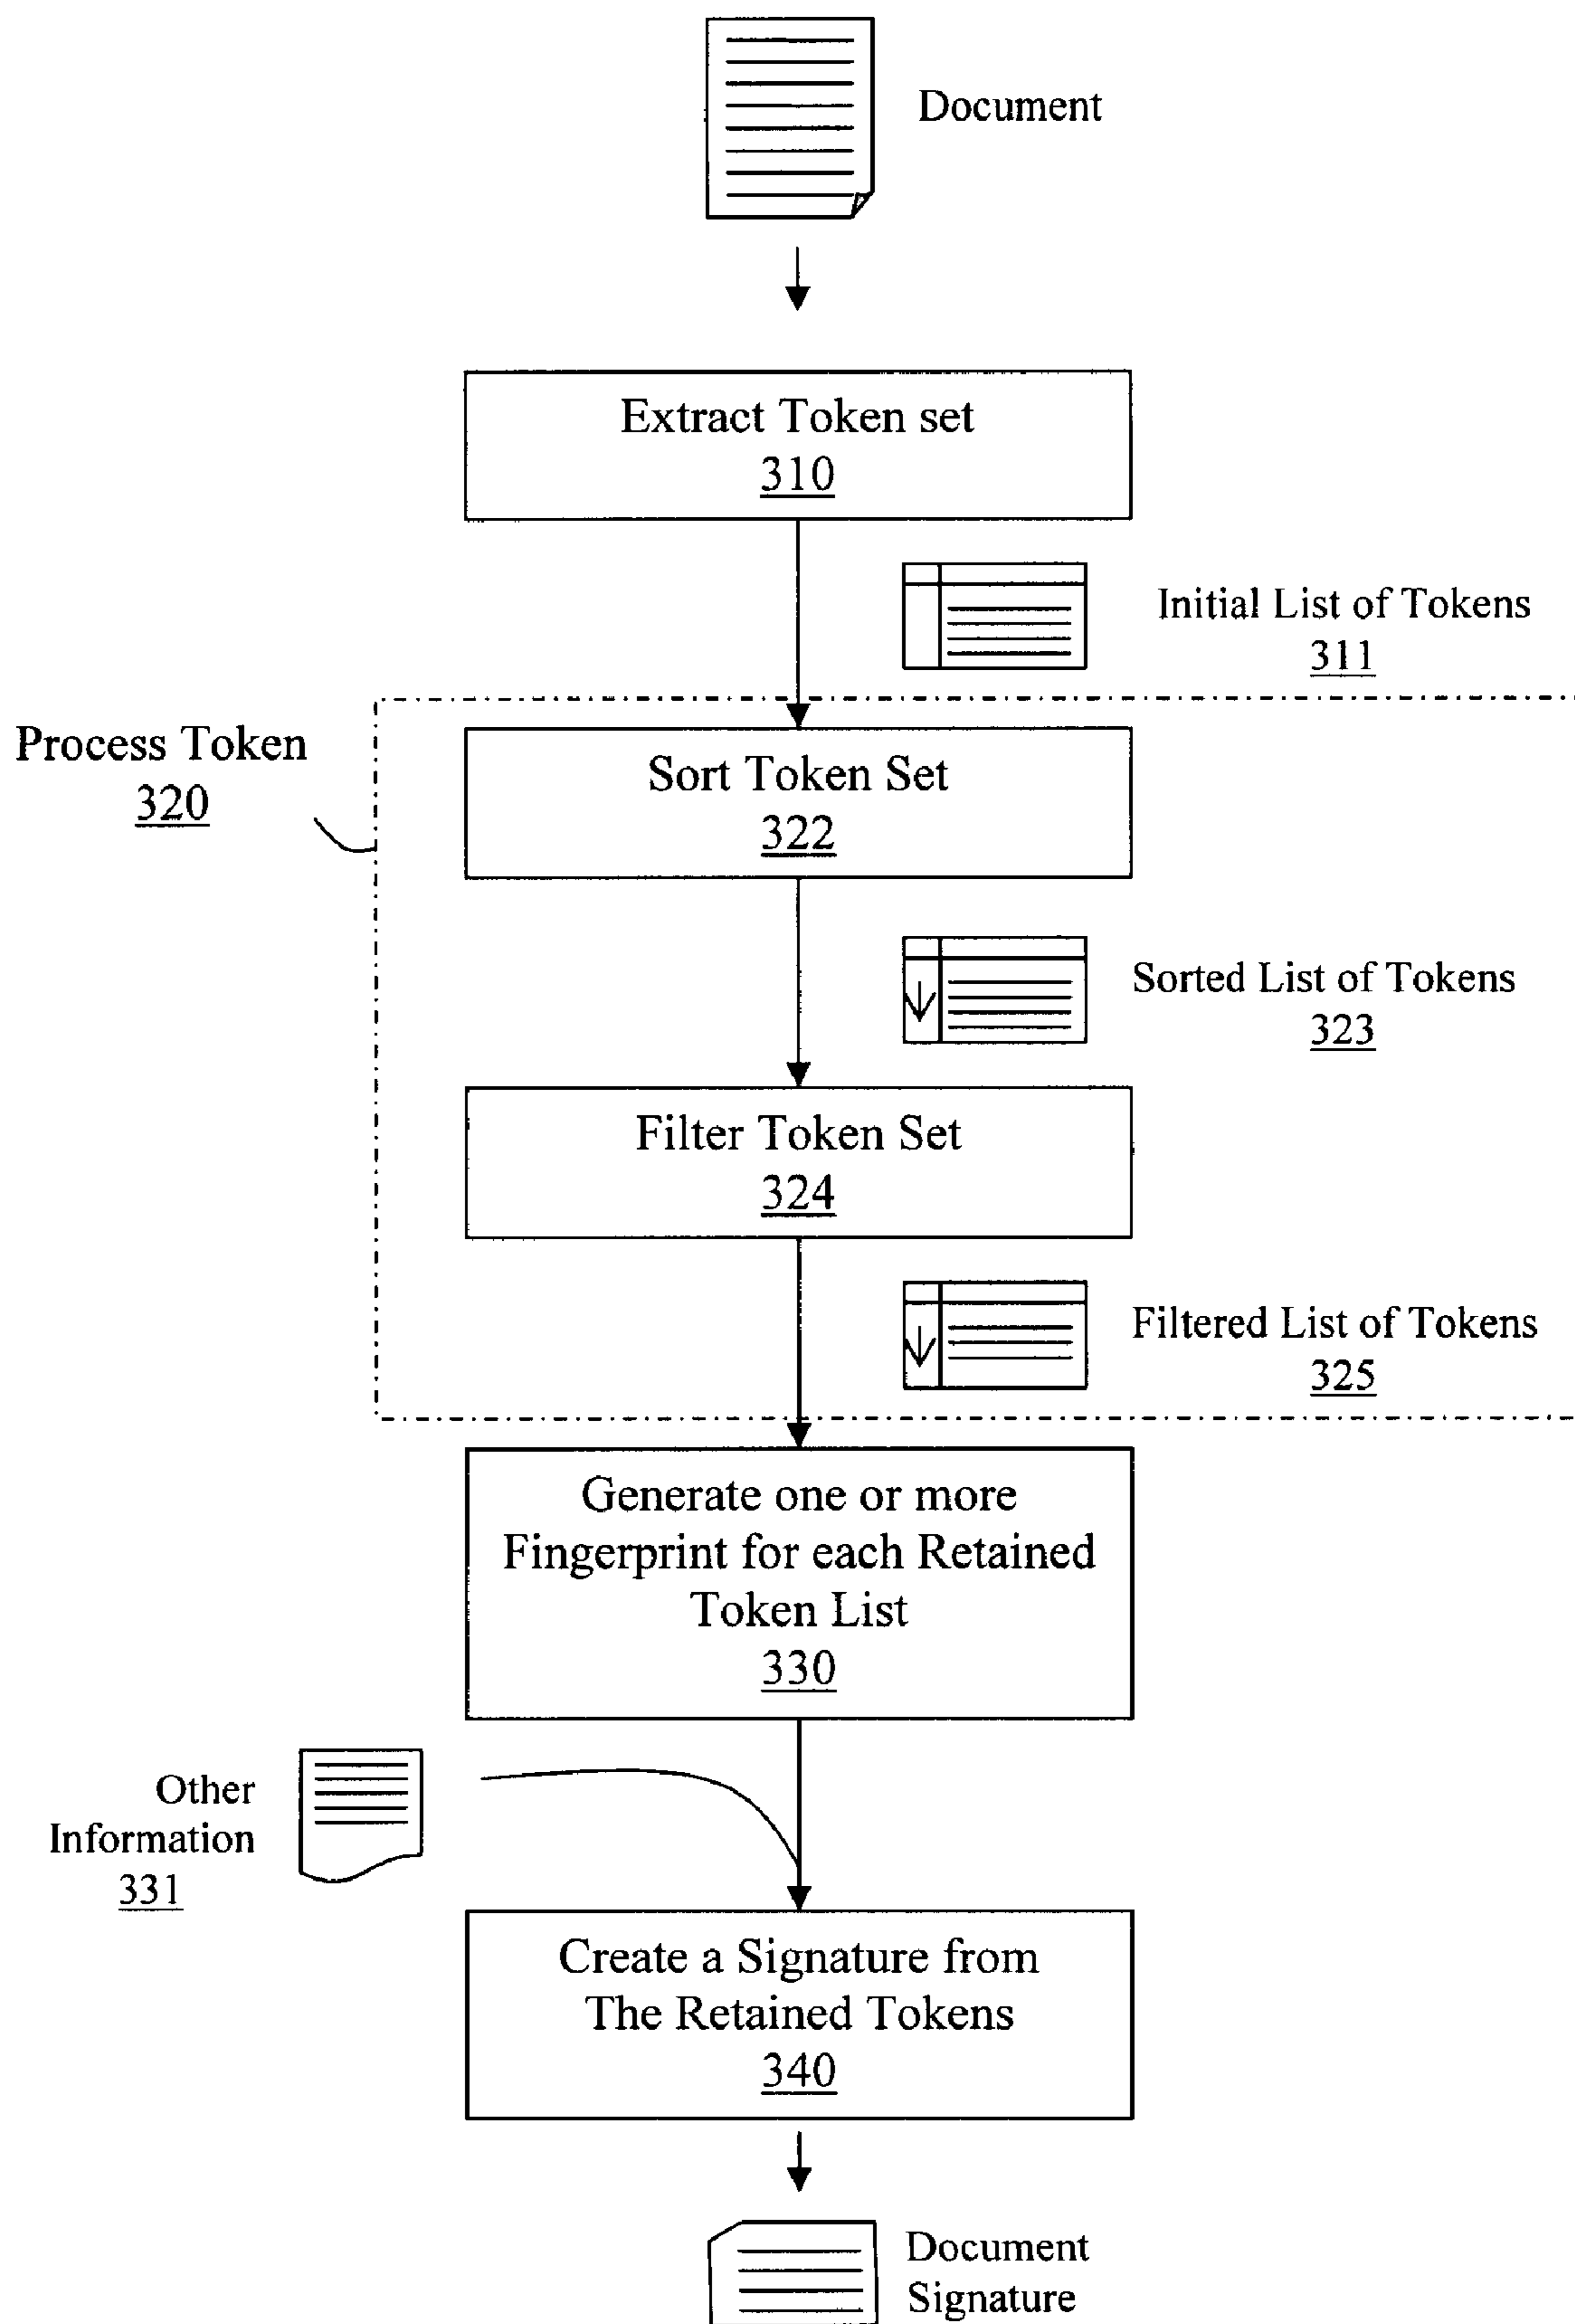 Document
Extract Token set
310
Initial List of Tokens
311
Process Token
320
Sort Token Set
322
Sorted List of Tokens
323
Filter Token Set
324
Filtered List of Tokens
325
Generate one or more
Fingerprint for each Retained
Token List
330
Other
Information
331
Create a Signature from
The Retained Tokens
340
Document
Signature